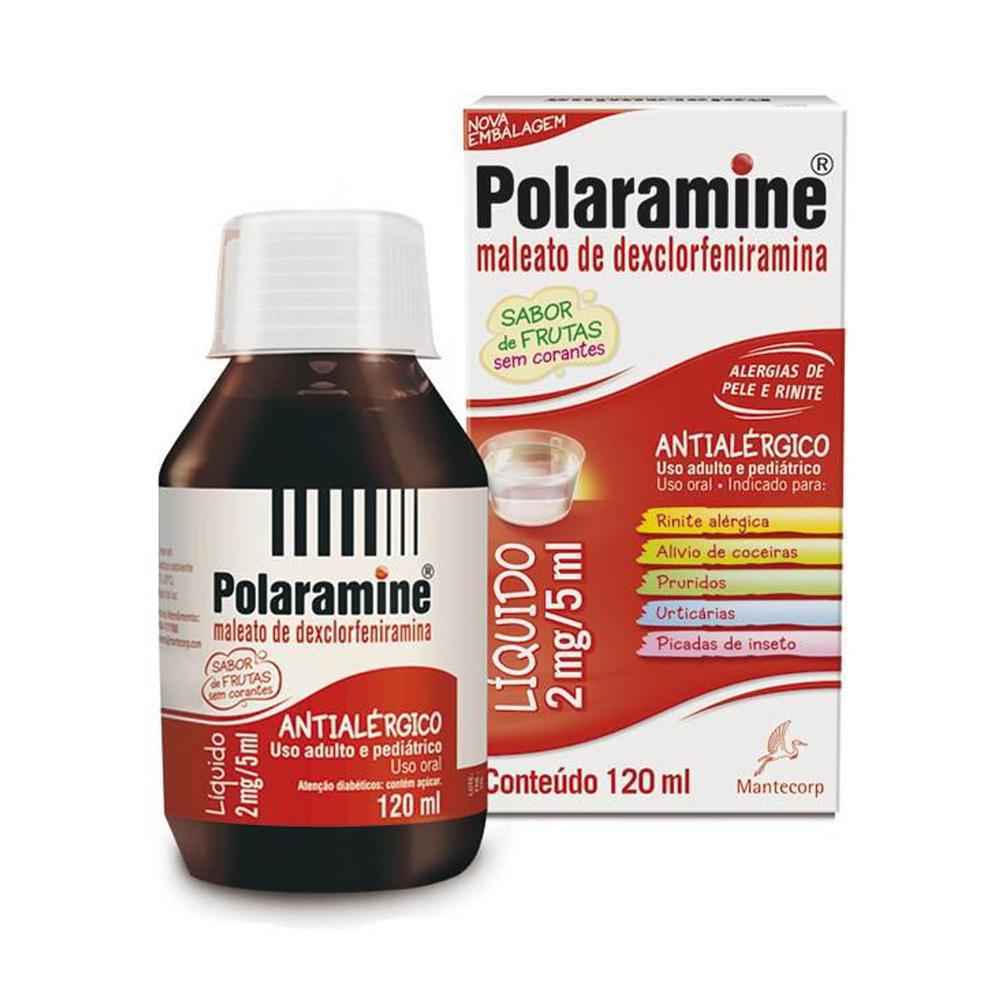 NOVA
EMBALAGEM
Polaramine®
maleato de dexclorfeniramina
SABOR
de FRUTAS
sem corantes
ALERGIAS DE
PELE E RINITE
ANTIALÉRGICO
Uso adulto e pediátrico
Uso oral • Indicado para:
Rinite alérgica
Alívio de coceiras
Pruridos
Urticárias
Picadas de inseto
LÍQUIDO
2 mg/5 ml
Conteúdo 120 ml
Mantecorp
Polaramine®
maleato de dexclorfeniramina
SABOR
de FRUTAS
sem corantes
ANTIALÉRGICO
Uso adulto e pediátrico
Uso oral
Atenção diabéticos: contém açúcar.
Líquido
2 mg/5ml
120 ml